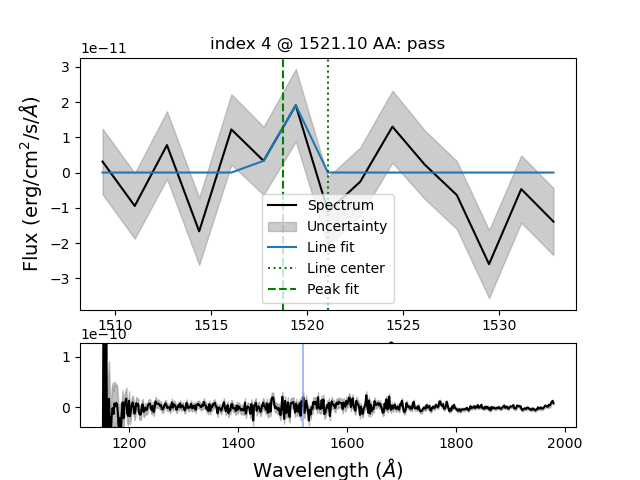 index 4 @ 1521.10 AA: pass
1e−11
3
2
1
0
−1
−2
−3
Flux (erg/cm²/s/Å)
Spectrum
Uncertainty
Line fit
Line center
Peak fit
1510 1515 1520 1525 1530
1e−10
1
0
1200 1400 1600 1800 2000
Wavelength (Å)